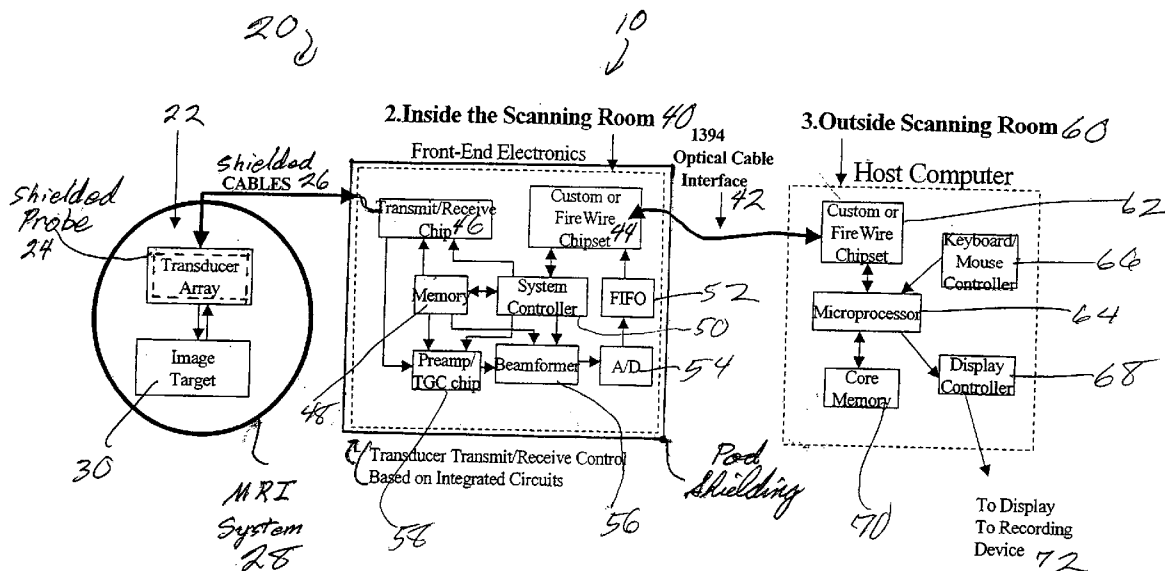 20
10
22
2.Inside the Scanning Room 40
3.Outside Scanning Room 60
Front-End Electronics
1394
Optical Cable
Interface
42
Host Computer
shielded
CABLES 26
Shielded
Probe
24
Transducer
Array
Image
Target
30
MRI
System
28
Transmit/Receive
Chip 46
Custom or
FireWire
Chipset 44
Memory
System
Controller
FIFO
52
50
Preamp/
TGC chip
Beamformer
A/D
54
48
58
56
Transducer Transmit/Receive Control
Based on Integrated Circuits
Pod
Shielding
Custom or
FireWire
Chipset
62
Keyboard/
Mouse
Controller
66
Microprocessor
64
Core
Memory
70
Display
Controller
68
To Display
To Recording
Device 72